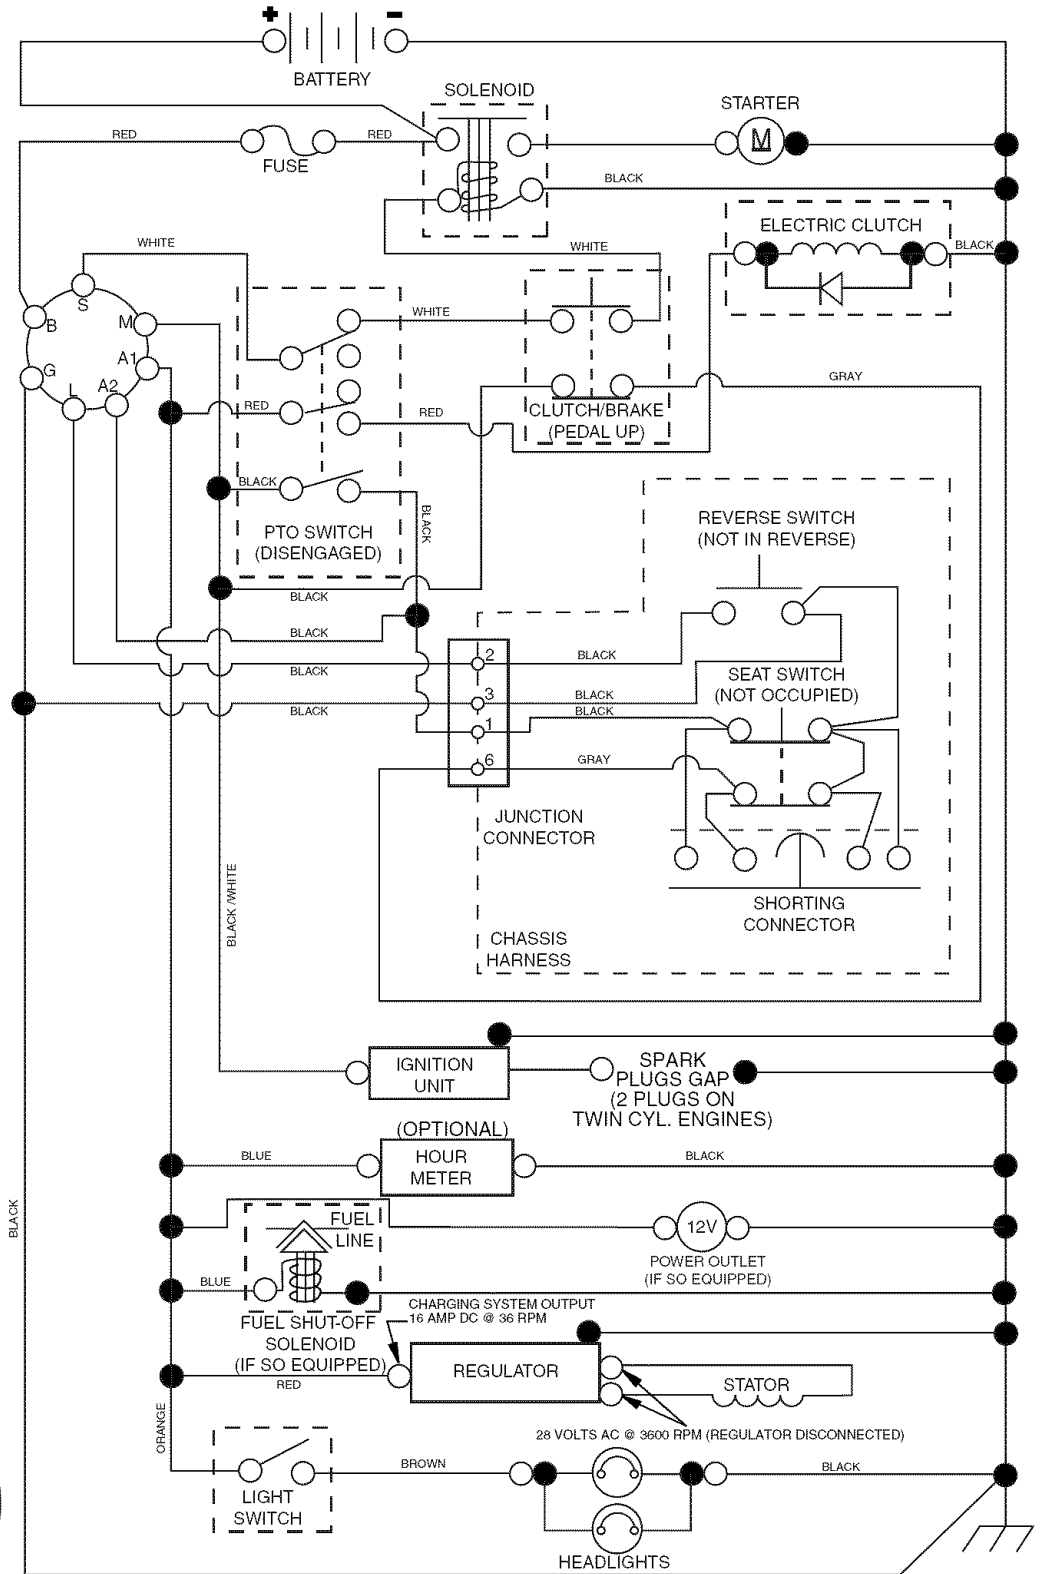 + -
BATTERY
SOLENOID
STARTER
RED
RED
FUSE
M
BLACK
ELECTRIC CLUTCH
WHITE
WHITE
BLACK
S
B
M
WHITE
A1
G
GRAY
L
A2
RED
RED
CLUTCH/BRAKE
(PEDAL UP)
BLACK
BLACK
PTO SWITCH
(DISENGAGED)
REVERSE SWITCH
(NOT IN REVERSE)
BLACK
BLACK
BLACK
2
BLACK
SEAT SWITCH
(NOT OCCUPIED)
3
BLACK
BLACK
BLACK
1
6
GRAY
JUNCTION
CONNECTOR
BLACK/WHITE
SHORTING
CONNECTOR
CHASSIS
HARNESS
IGNITION
UNIT
SPARK
PLUGS GAP
(2 PLUGS ON
TWIN CYL. ENGINES)
(OPTIONAL)
HOUR
METER
BLUE
BLACK
BLACK
FUEL
LINE
12V
POWER OUTLET
(IF SO EQUIPPED)
BLUE
CHARGING SYSTEM OUTPUT
16 AMP DC @ 36 RPM
FUEL SHUT-OFF
SOLENOID
(IF SO EQUIPPED)
RED
REGULATOR
STATOR
ORANGE
28 VOLTS AC @ 3600 RPM (REGULATOR DISCONNECTED)
BROWN
BLACK
LIGHT
SWITCH
HEADLIGHTS